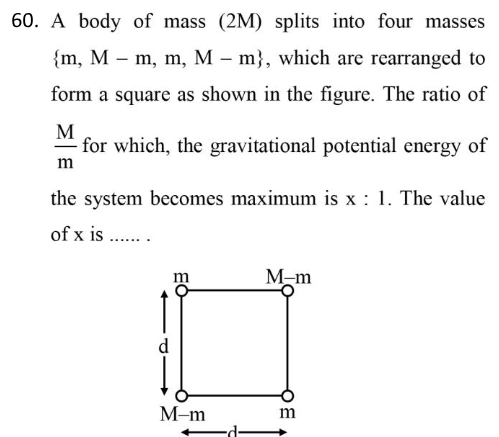 60. A body of mass (2M) splits into four masses
{m, M – m, m, M – m}, which are rearranged to
form a square as shown in the figure. The ratio of
M
m
for which, the gravitational potential energy of
the system becomes maximum is x : 1. The value
of x is ...... .
m M–m
d
M–m m
d